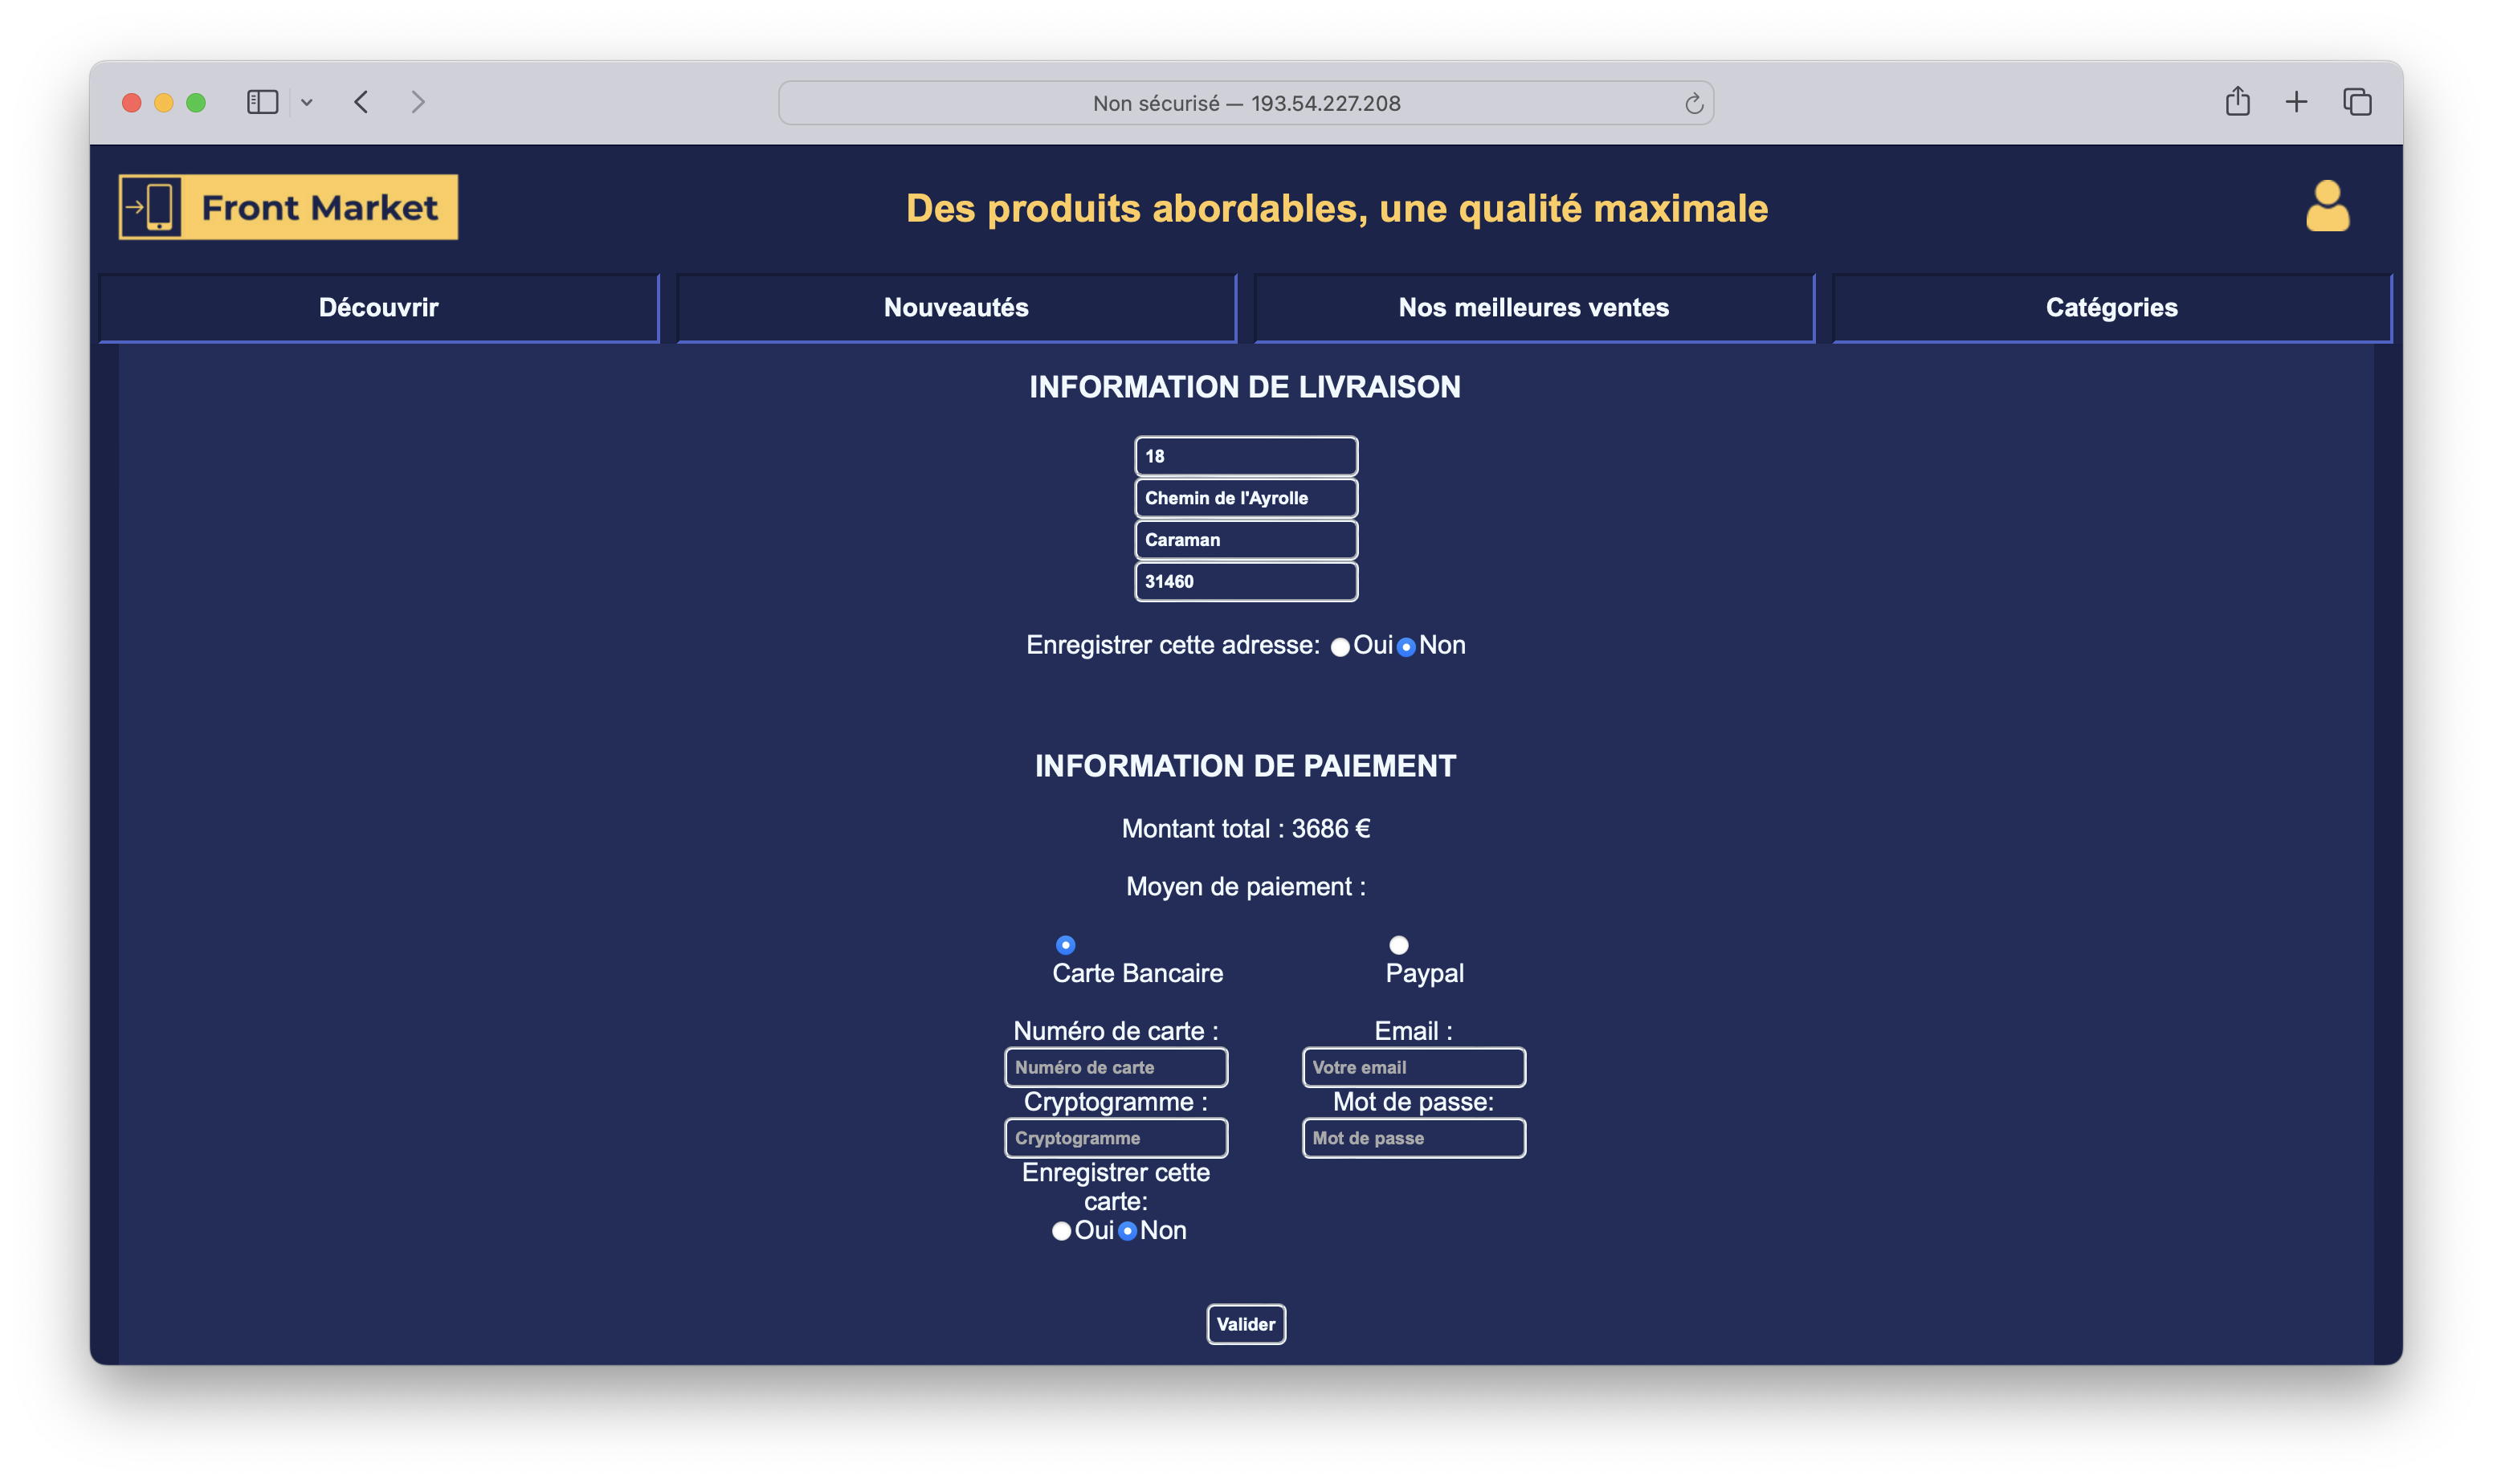 Non sécurisé — 193.54.227.208
Front Market
Des produits abordables, une qualité maximale
Découvrir
Nouveautés
Nos meilleures ventes
Catégories
INFORMATION DE LIVRAISON
18
Chemin de l'Ayrolle
Caraman
31460
Enregistrer cette adresse: Oui Non
INFORMATION DE PAIEMENT
Montant total : 3686 €
Moyen de paiement :
Carte Bancaire
Paypal
Numéro de carte :
Numéro de carte
Cryptogramme :
Cryptogramme
Enregistrer cette
carte:
Oui Non
Email :
Votre email
Mot de passe:
Mot de passe
Valider